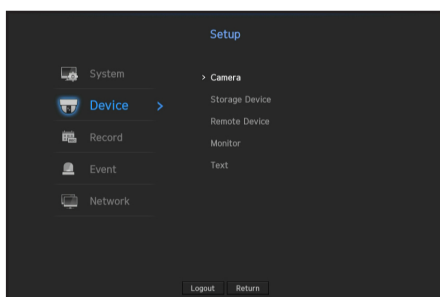 Setup
System
Device >
Record
Event
Network
> Camera
Storage Device
Remote Device
Monitor
Text
Logout Return